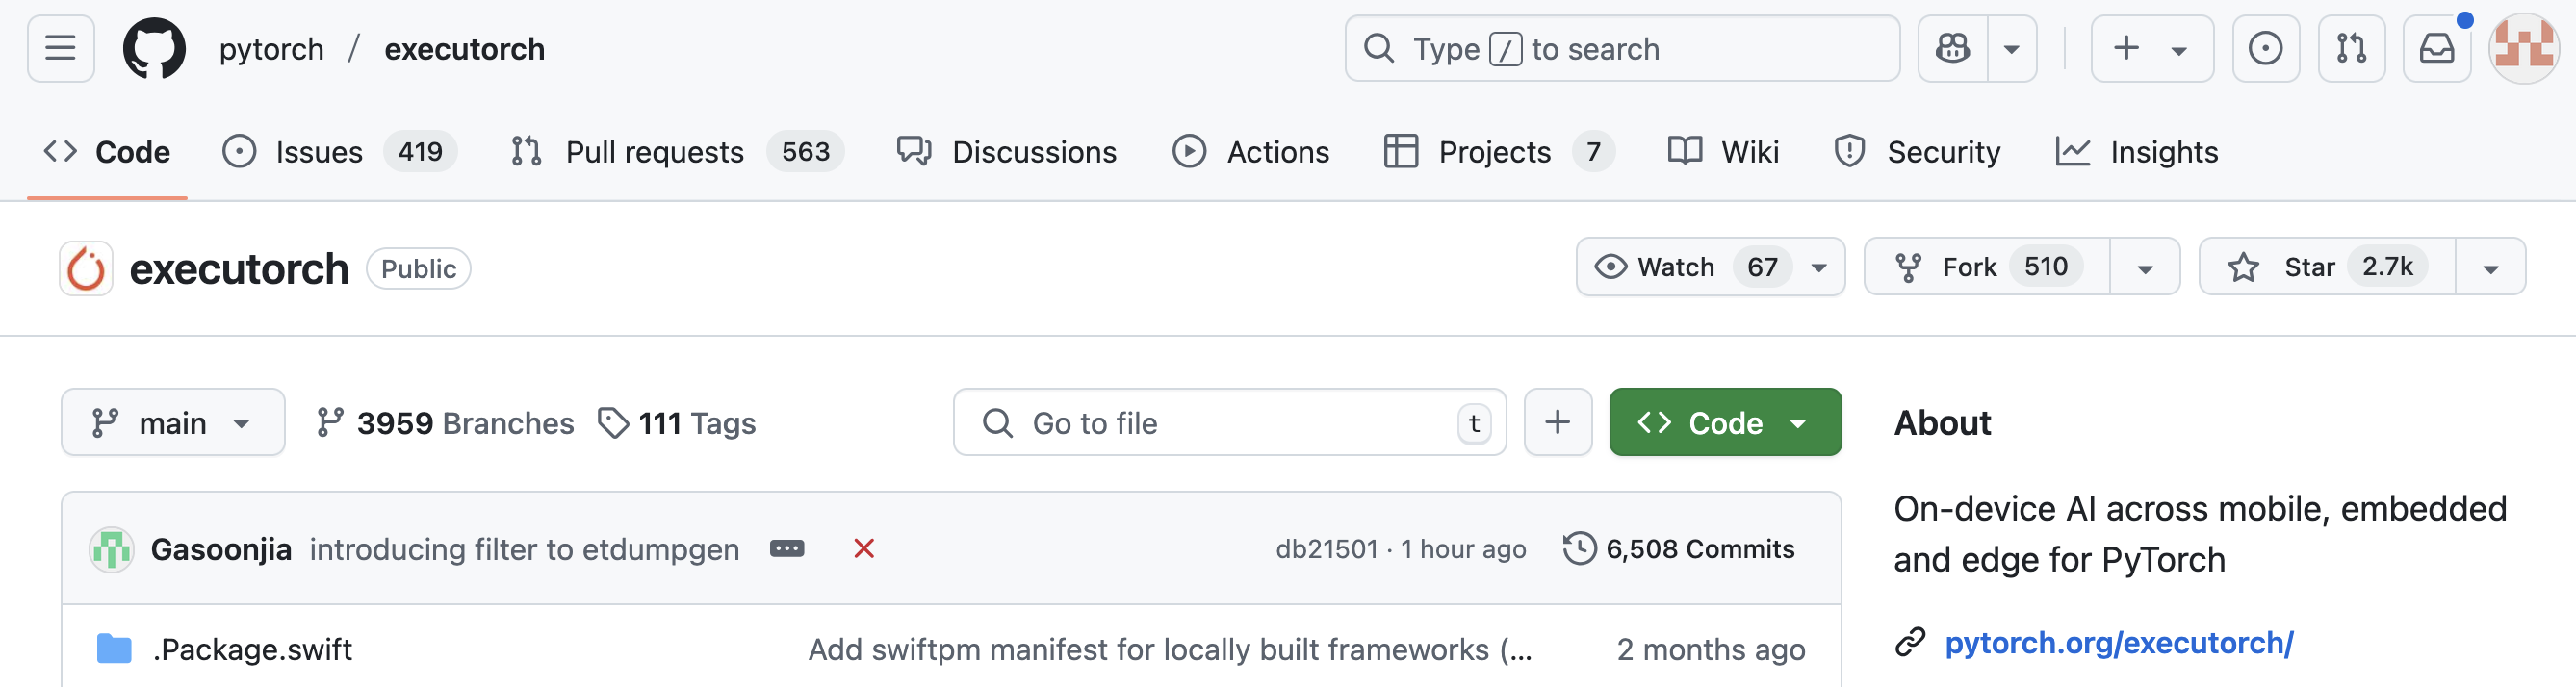 pytorch / executorch Type / to search
Code Issues 419 Pull requests 563 Discussions Actions Projects 7 Wiki Security Insights
executorch Public Watch 67 Fork 510 Star 2.7k
main 3959 Branches 111 Tags Go to file t Code
Gasoonjia introducing filter to etdumpgen db21501 · 1 hour ago 6,508 Commits
.Package.swift Add swiftpm manifest for locally built frameworks (... 2 months ago
About
On-device AI across mobile, embedded
and edge for PyTorch
pytorch.org/executorch/